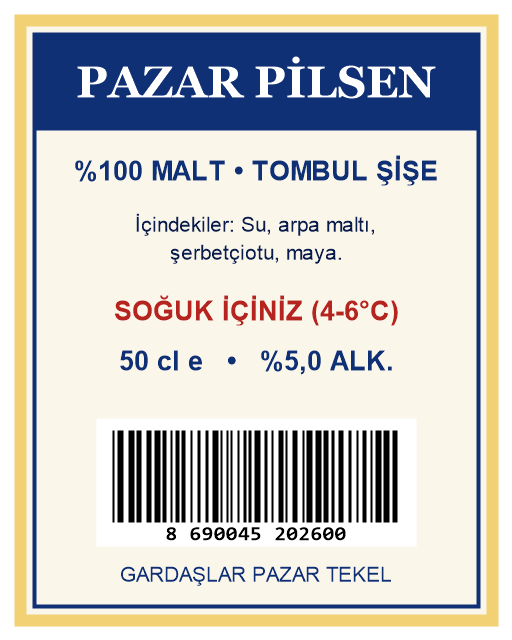 PAZAR PİLSEN
%100 MALT • TOMBUL ŞİŞE
İçindekiler: Su, arpa maltı,
şerbetçiotu, maya.
SOĞUK İÇİNİZ (4-6°C)
50 cl e • %5,0 ALK.
8 690045 202600
GARDAŞLAR PAZAR TEKEL